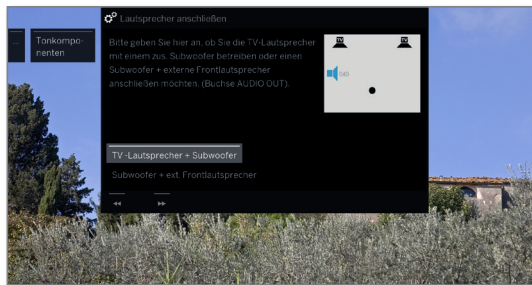 Lautsprecher anschließen
...
Tonkompo-
nenten
Bitte geben Sie hier an, ob Sie die TV-Lautsprecher
mit einem zus. Subwoofer betreiben oder einen
Subwoofer + externe Frontlautsprecher
anschließen möchten. (Buchse AUDIO OUT).
TV TV
SUB
TV -Lautsprecher + Subwoofer
Subwoofer + ext. Frontlautsprecher